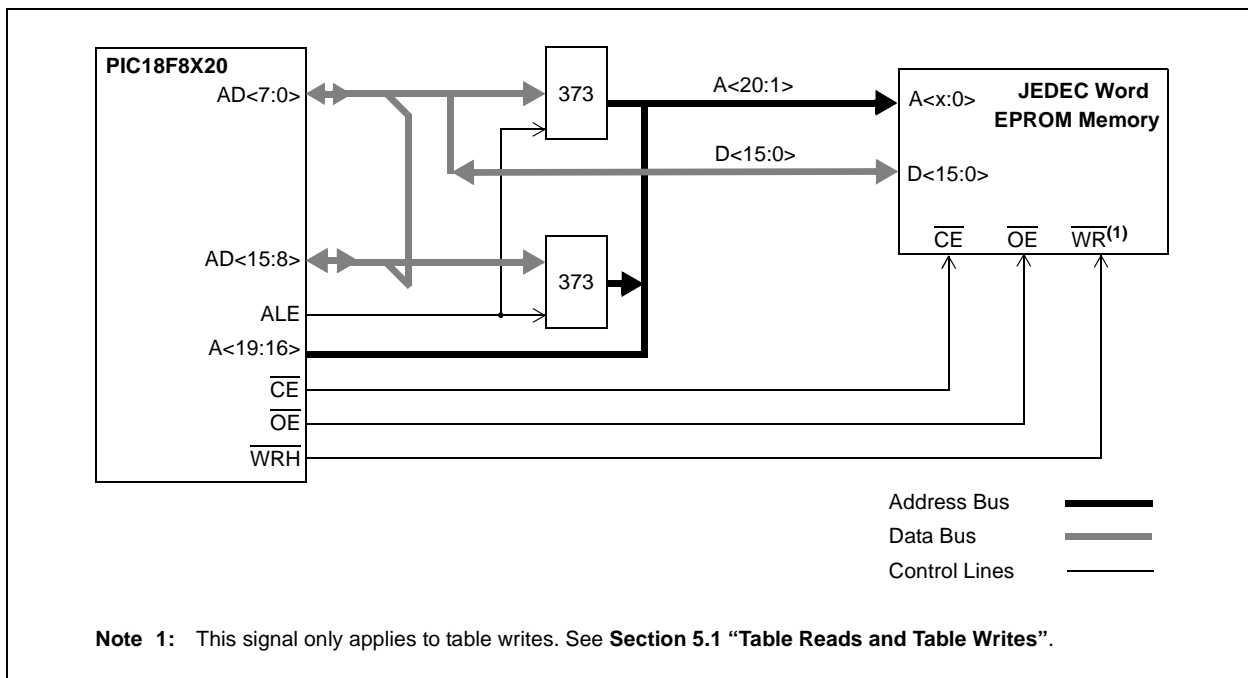 PIC18F8X20
AD<7:0>
373
A<20:1>
A<x:0>
JEDEC Word
EPROM Memory
D<15:0>
D<15:0>
CE
OE
WR(1)
AD<15:8>
373
ALE
A<19:16>
CE
OE
WRH
Address Bus
Data Bus
Control Lines
Note 1: This signal only applies to table writes. See Section 5.1 “Table Reads and Table Writes”.